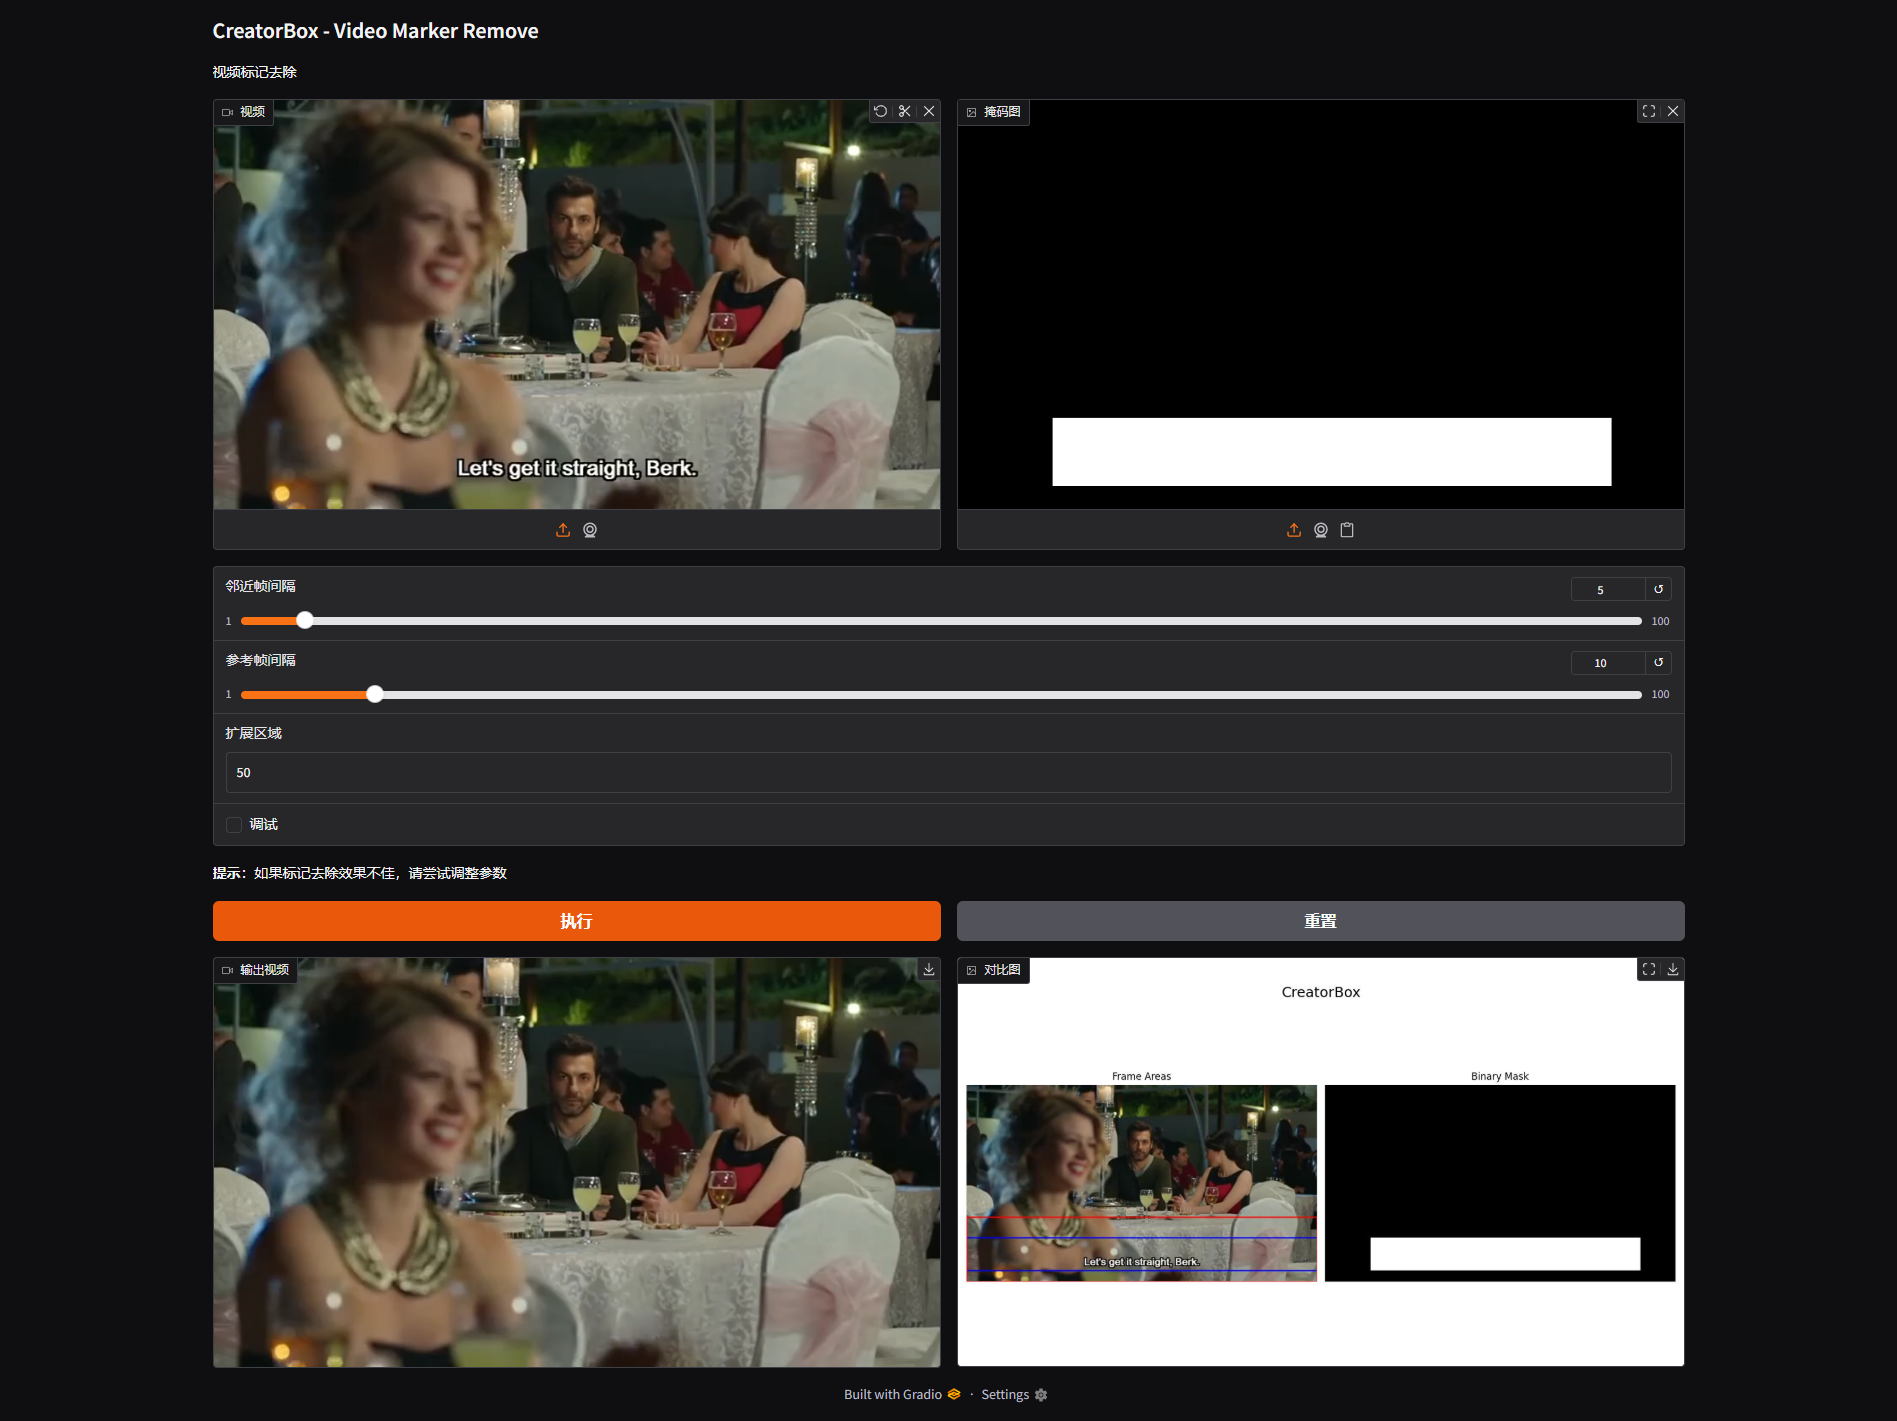 CreatorBox - Video Marker Remove
视频标记去除
视频
掩码图
Let's get it straight, Berk.
邻近帧间隔
5
1
100
参考帧间隔
10
1
100
扩展区域
50
调试
提示：如果标记去除效果不佳，请尝试调整参数
执行
重置
输出视频
对比图
CreatorBox
Frame Areas
Binary Mask
Let's get it straight, Berk.
Built with Gradio · Settings